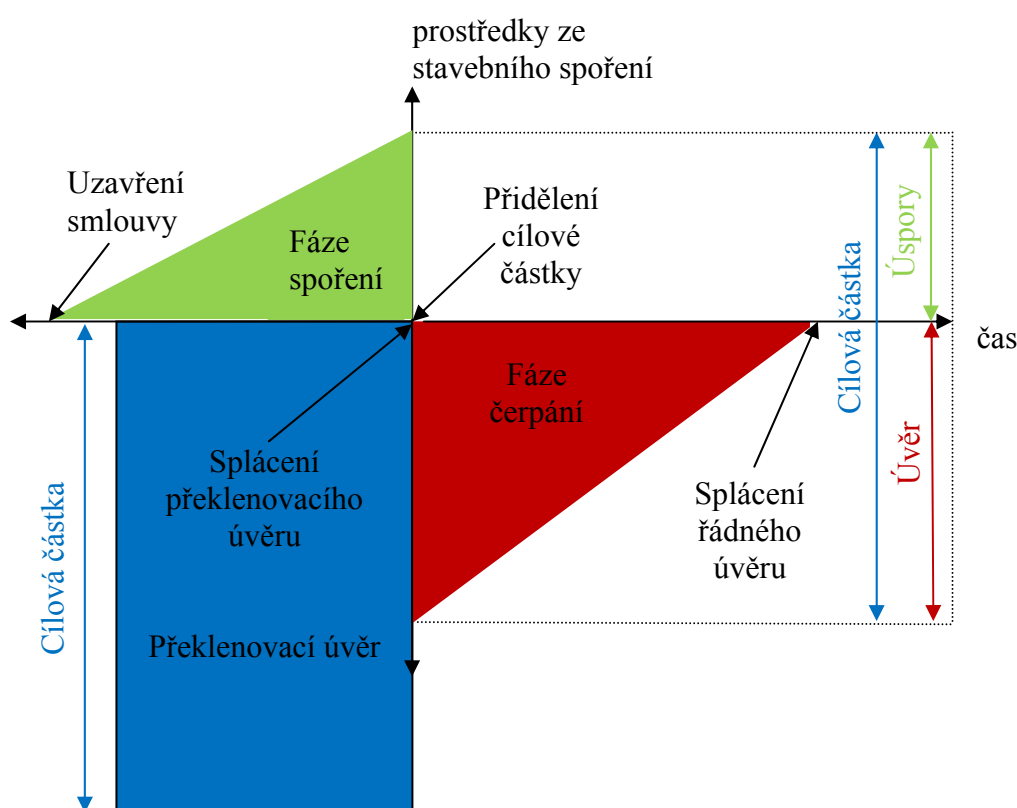 prostředky ze
stavebního spoření
Uzavření
smlouvy
Fáze
spoření
Přidělení
cílové
částky
Cílová částka
Úspory
čas
Fáze
čerpání
Úvěr
Splácení
překlenovacího
úvěru
Splácení
řádného
úvěru
Cílová částka
Překlenovací úvěr